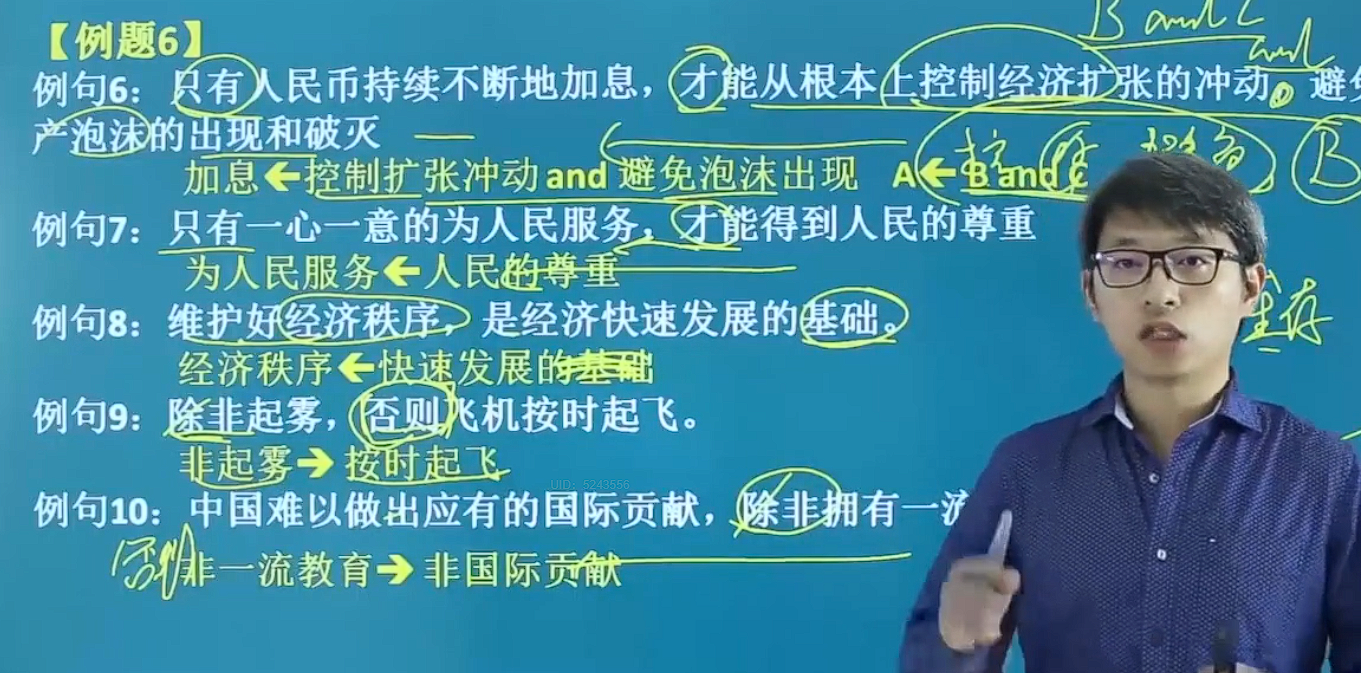 B and C
and
【例题6】
例句6：只有人民币持续不断地加息，才能从根本上控制经济扩张的冲动。避免
产泡沫的出现和破灭
加息←控制扩张冲动and 避免泡沫出现 A←B and C
B
例句7：只有一心一意的为人民服务，才能得到人民的尊重
为人民服务←人民的尊重
生存
例句8：维护好经济秩序，是经济快速发展的基础。
经济秩序←快速发展的基础
例句9：除非起雾，否则飞机按时起飞。
非起雾→按时起飞
UID: 5243556
例句10：中国难以做出应有的国际贡献，除非拥有一流
否则 非一流教育→非国际贡献